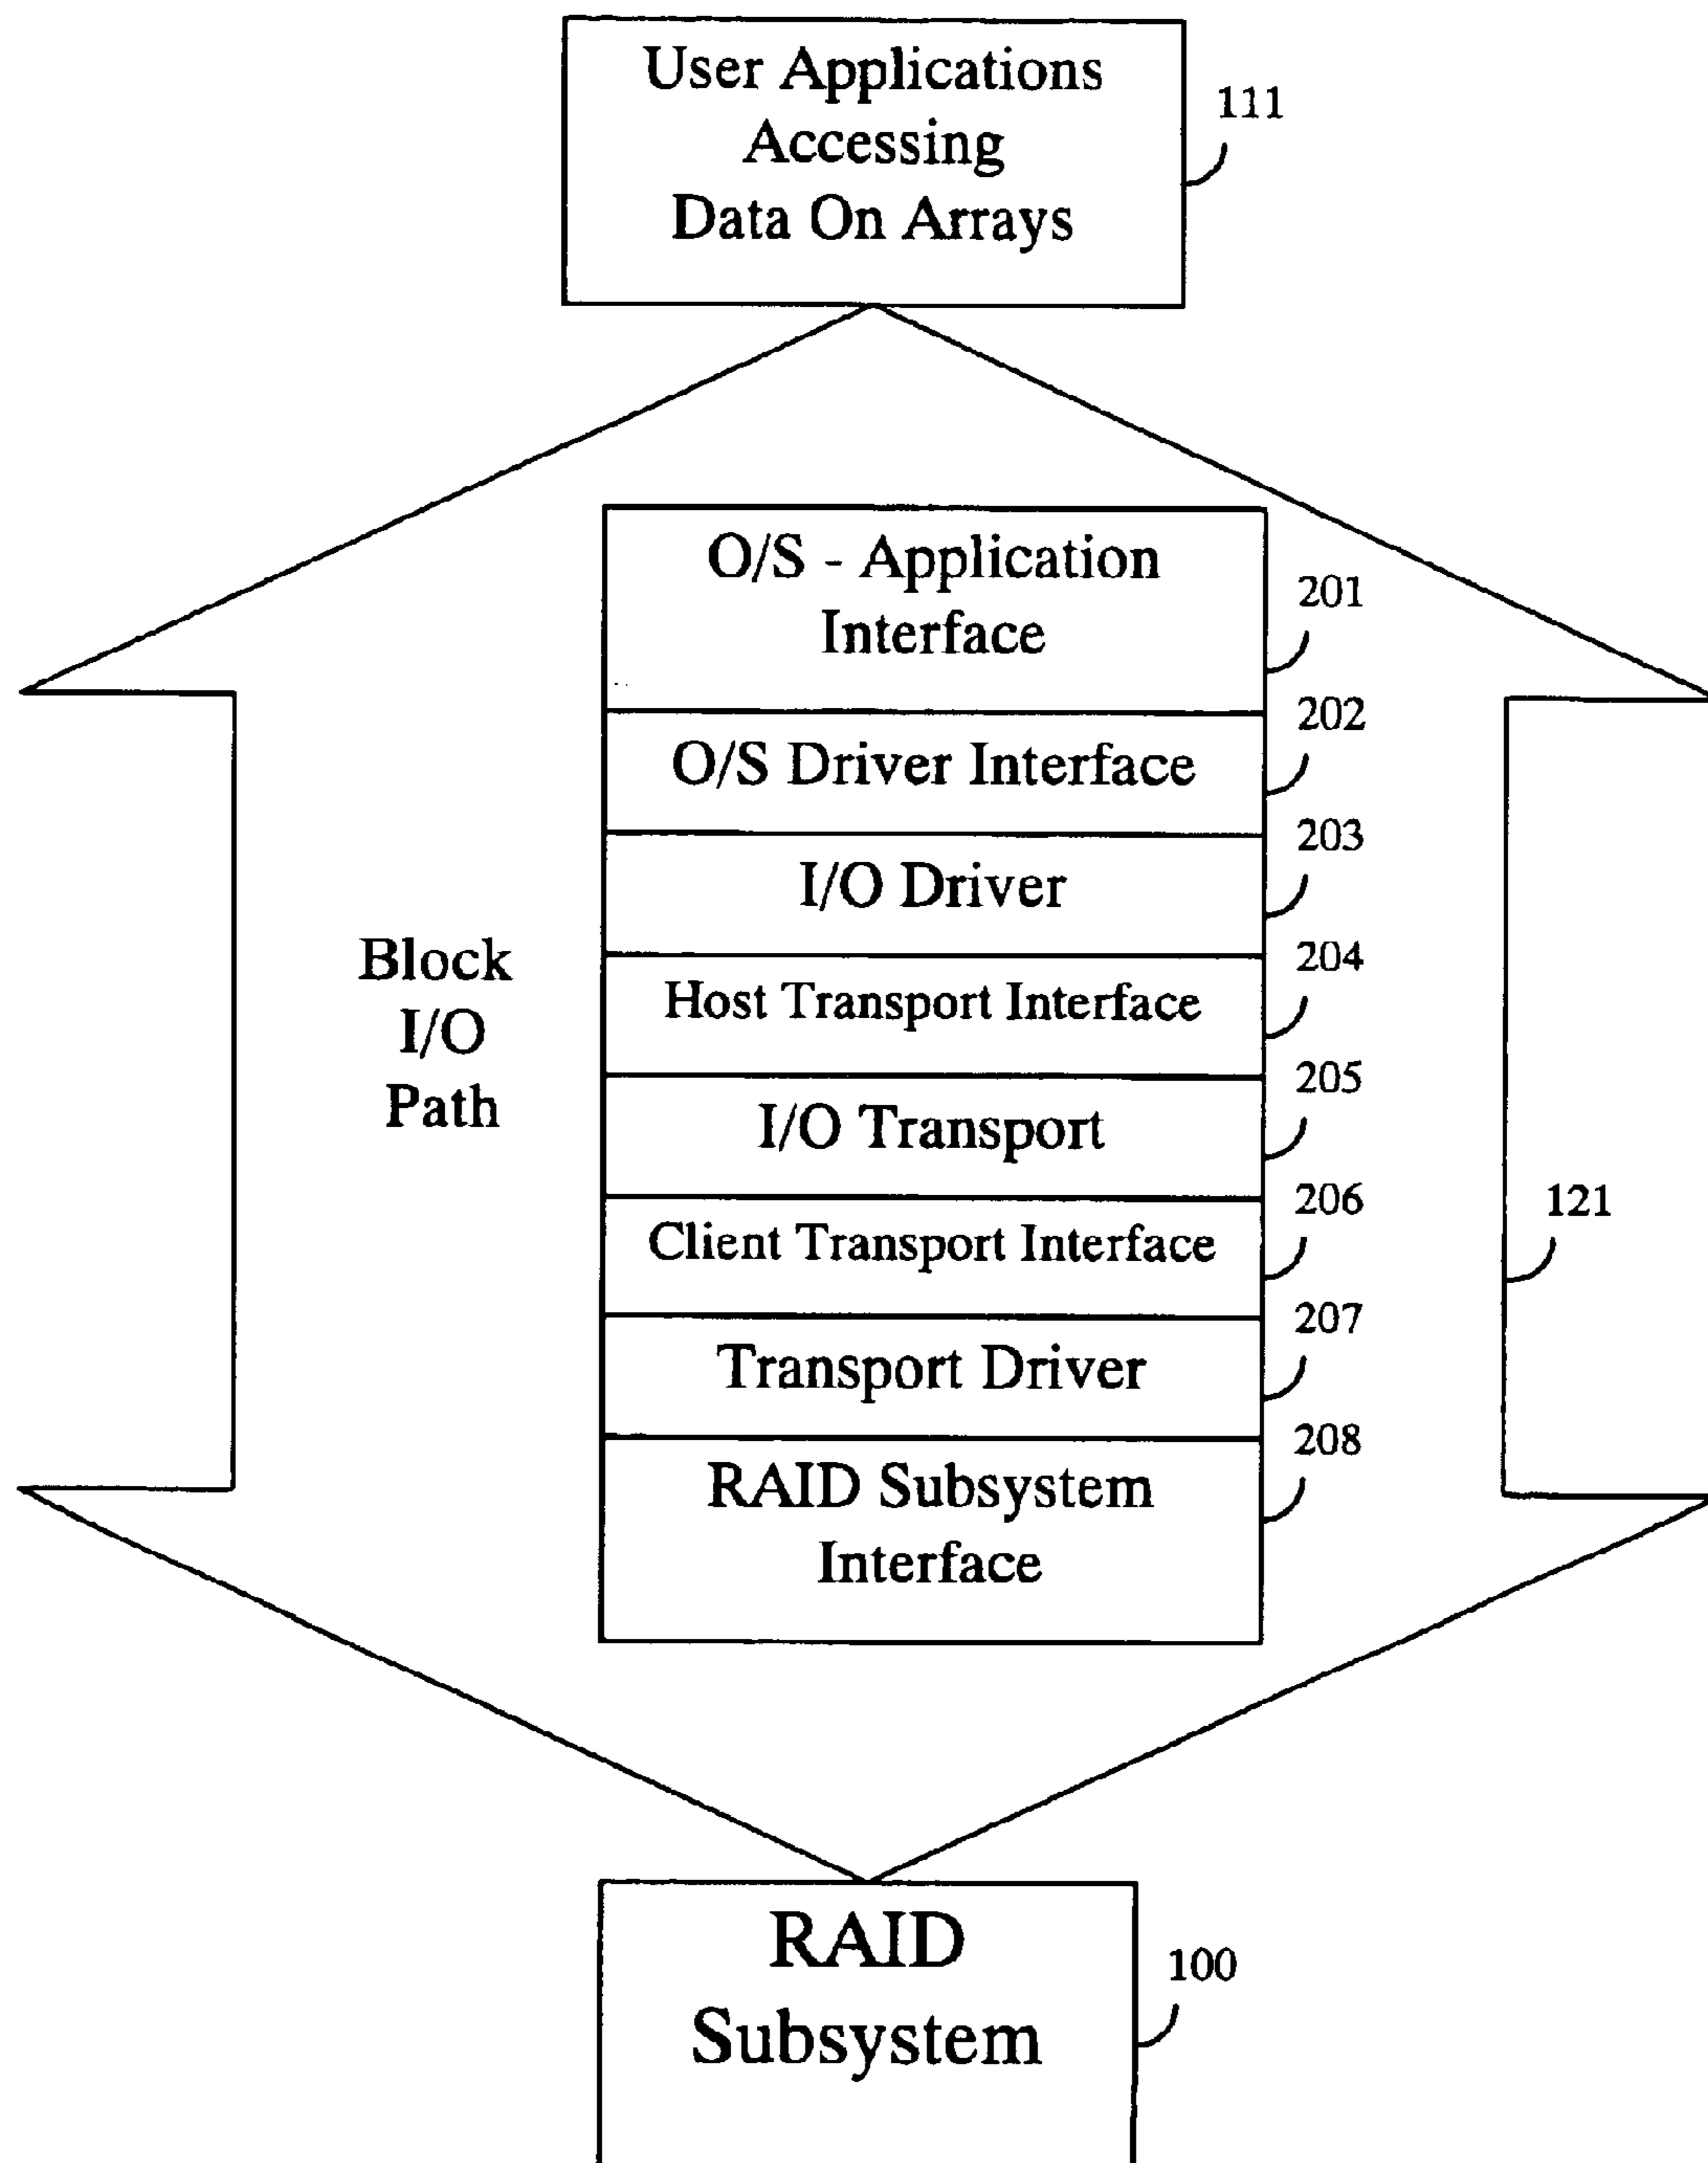 User Applications
Accessing
Data On Arrays
111
O/S - Application
Interface
201
O/S Driver Interface
202
I/O Driver
203
Host Transport Interface
204
I/O Transport
205
Client Transport Interface
206
Transport Driver
207
RAID Subsystem
Interface
208
Block
I/O
Path
121
RAID
Subsystem
100